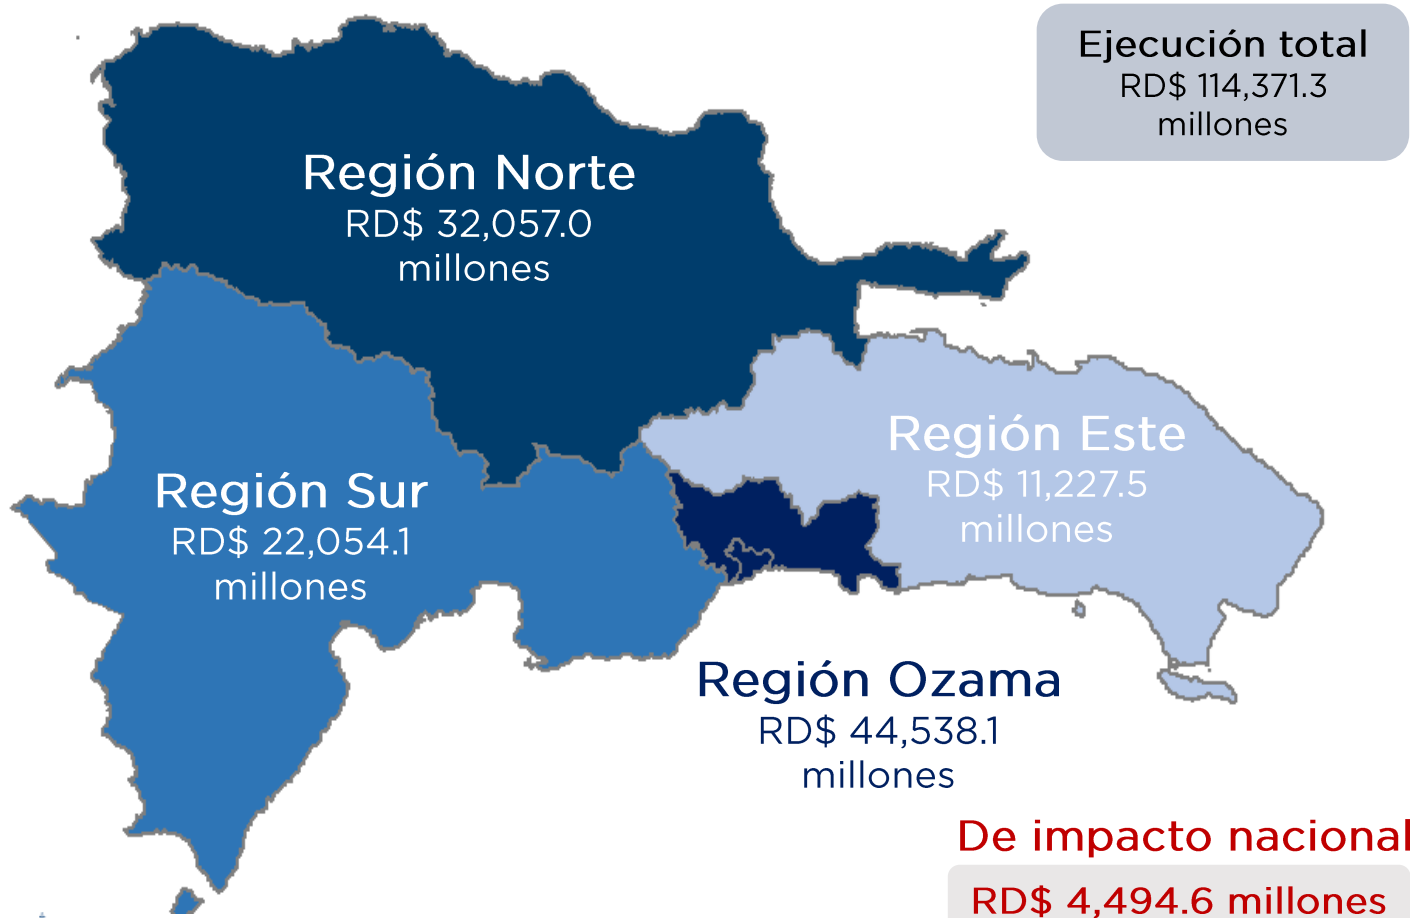 Ejecución total
RD$ 114,371.3
millones
Región Norte
RD$ 32,057.0
millones
Región Este
RD$ 11,227.5
millones
Región Sur
RD$ 22,054.1
millones
Región Ozama
RD$ 44,538.1
millones
De impacto nacional
RD$ 4,494.6 millones